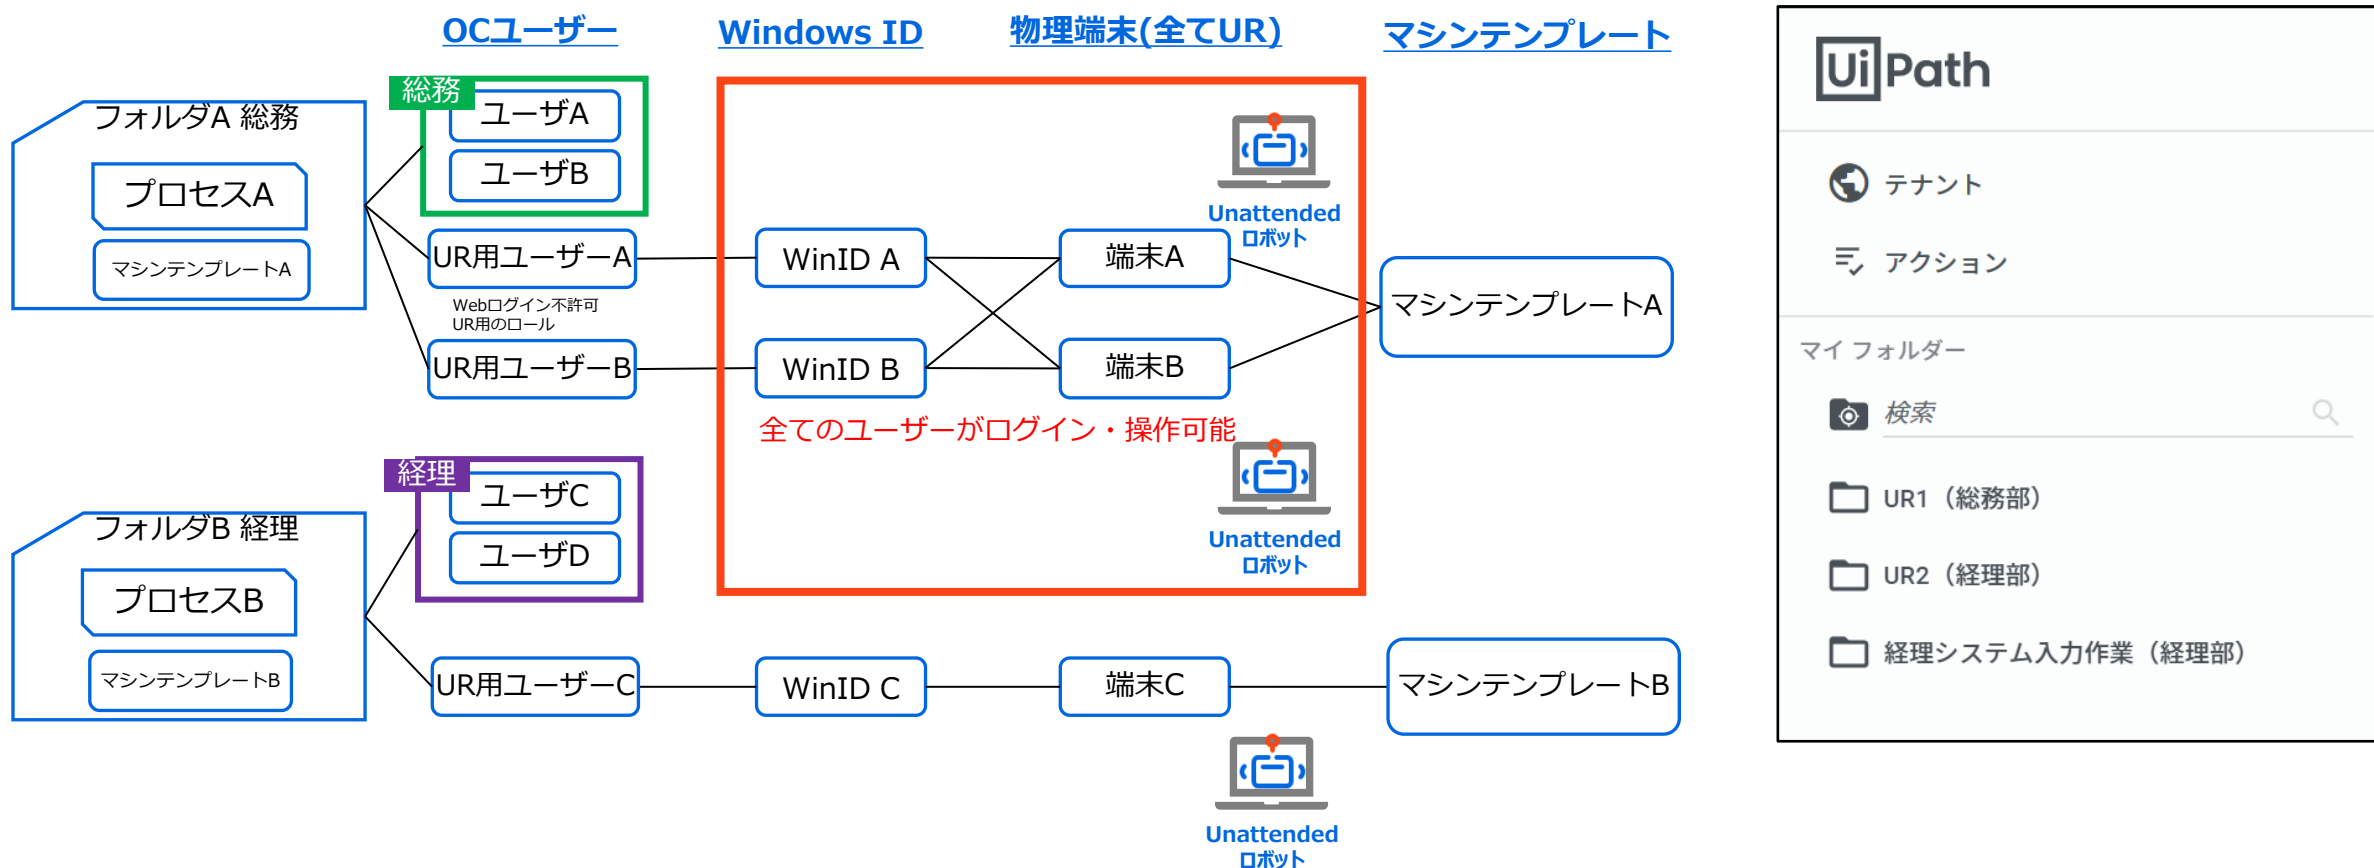 OCユーザー
Windows ID
物理端末(全てUR)
マシンテンプレート
フォルダA 総務
プロセスA
マシンテンプレートA
総務
ユーザA
ユーザB
UR用ユーザーA
Webログイン不許可
UR用のロール
UR用ユーザーB
WinID A
WinID B
端末A
端末B
Unattended
ロボット
マシンテンプレートA
全てのユーザーがログイン・操作可能
Unattended
ロボット
フォルダB 経理
プロセスB
マシンテンプレートB
経理
ユーザC
ユーザD
UR用ユーザーC
WinID C
端末C
マシンテンプレートB
Unattended
ロボット
UiPath
テナント
アクション
マイ フォルダー
検索
UR1（総務部）
UR2（経理部）
経理システム入力作業（経理部）